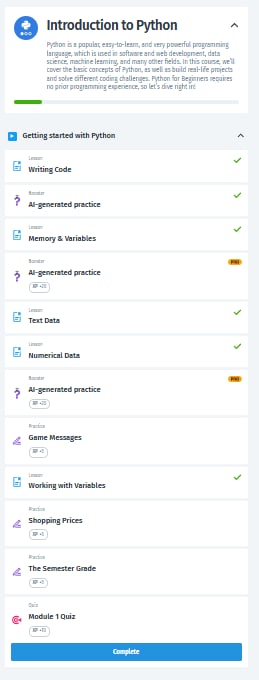 Introduction to Python
Python is a popular, easy-to-learn, and very powerful programming
language, which is used in software and web development, data
science, machine learning, and many other fields. In this course, we'll
cover the basic concepts of Python, as well as build real-life projects
and solve different coding challenges. Python for Beginners requires
no prior programming experience, so let's dive right in!
Getting started with Python
Lesson
Writing Code
Booster
AI-generated practice
Lesson
Memory & Variables
Booster
PRO
AI-generated practice
Lesson
Text Data
Lesson
Numerical Data
Booster
PRO
AI-generated practice
Practice
Game Messages
Lesson
Working with Variables
Practice
Shopping Prices
Practice
The Semester Grade
Quiz
Module 1 Quiz
Complete